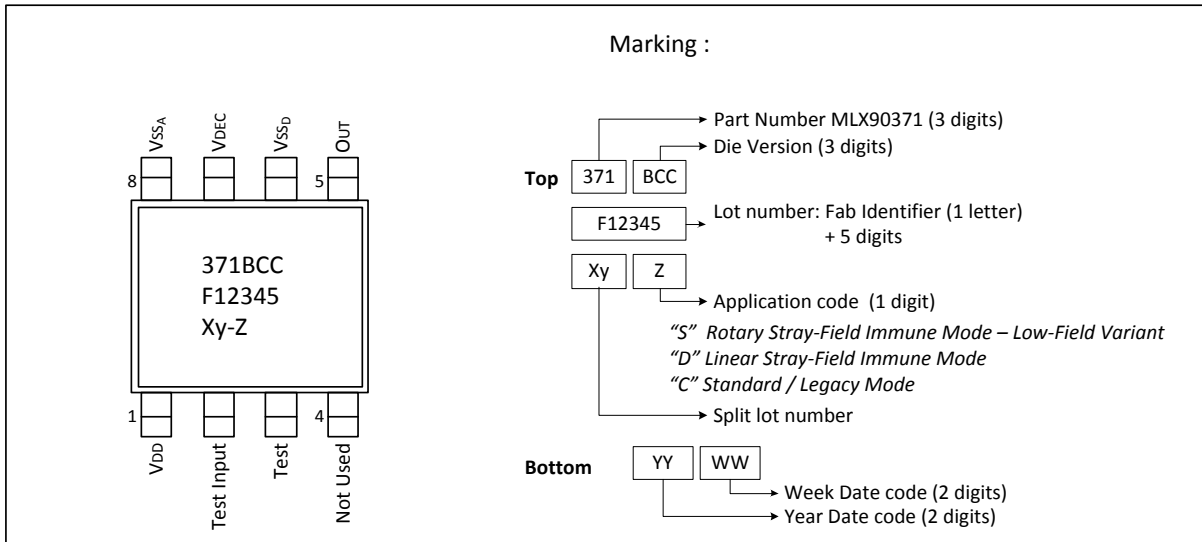 Marking :
VSSA
VDEC
VSSD
OUT
8
5
371BCC
F12345
Xy-Z
1
4
VDD
Test Input
Test
Not Used
Part Number MLX90371 (3 digits)
Die Version (3 digits)
Top 371 BCC
F12345 Lot number: Fab Identifier (1 letter)
+ 5 digits
Xy Z
Application code (1 digit)
“S” Rotary Stray-Field Immune Mode – Low-Field Variant
“D” Linear Stray-Field Immune Mode
“C” Standard / Legacy Mode
Split lot number
Bottom YY WW
Week Date code (2 digits)
Year Date code (2 digits)